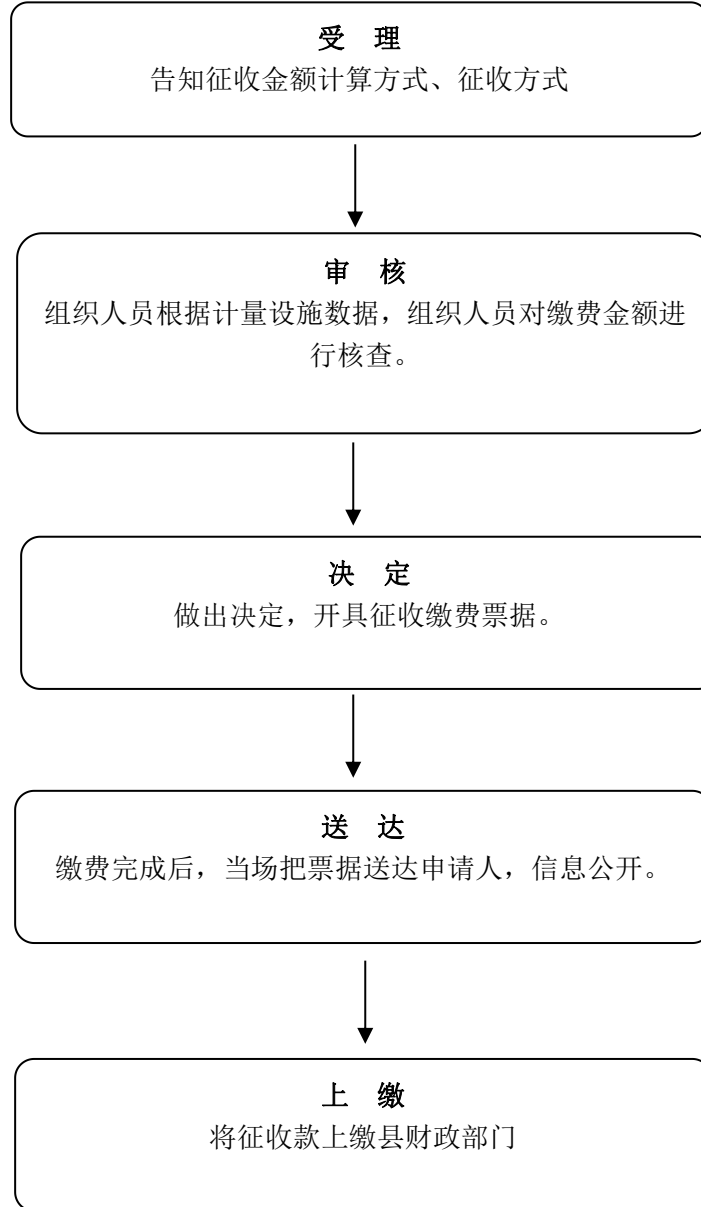 受 理
告知征收金额计算方式、征收方式
审 核
组织人员根据计量设施数据，组织人员对缴费金额进
行核查。
决 定
做出决定，开具征收缴费票据。
送 达
缴费完成后，当场把票据送达申请人，信息公开。
上 缴
将征收款上缴县财政部门